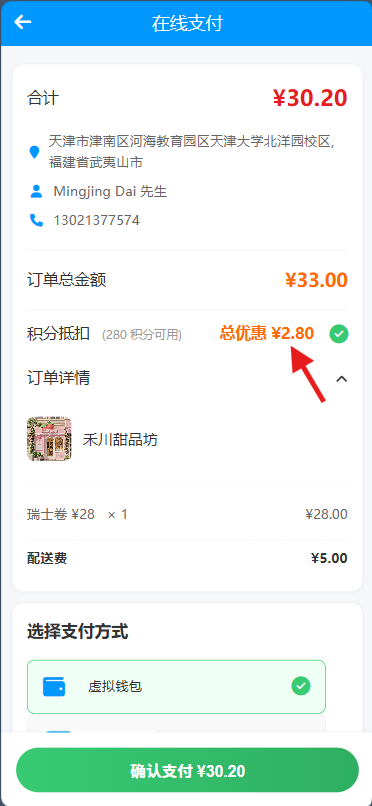 在线支付
合计 ¥30.20
天津市津南区河海教育园区天津大学北洋园校区,
福建省武夷山市
Mingjing Dai 先生
13021377574
订单总金额 ¥33.00
积分抵扣 (280 积分可用) 总优惠 ¥2.80
订单详情
禾川甜品坊
瑞士卷 ¥28 × 1 ¥28.00
配送费 ¥5.00
选择支付方式
虚拟钱包
确认支付 ¥30.20